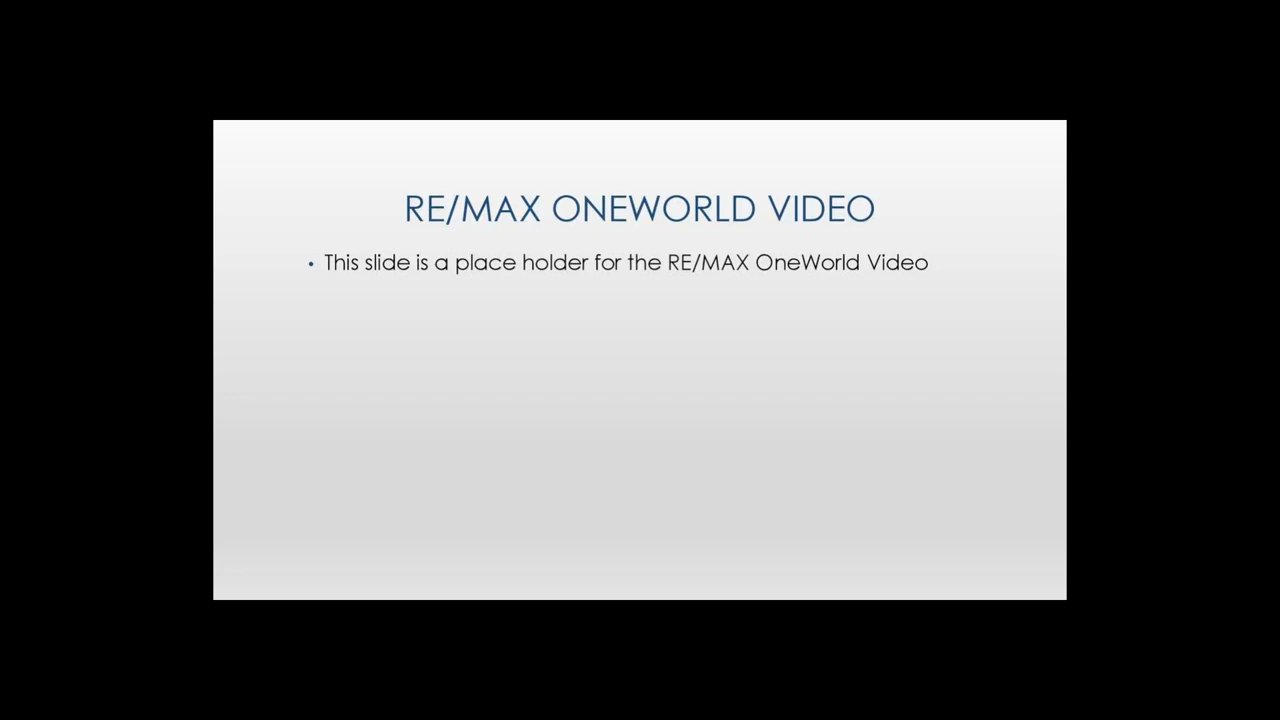 RE/MAX ONEWORLD VIDEO
• This slide is a place holder for the RE/MAX OneWorld Video